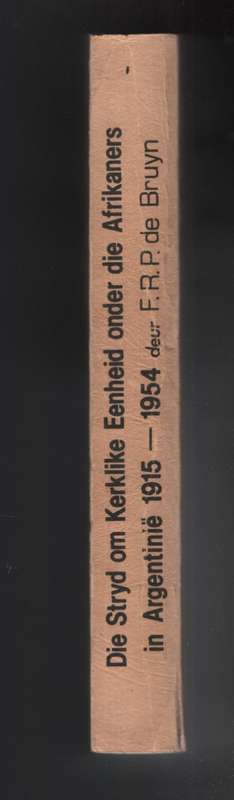 Die Stryd om Kerklike Eenheid onder die Afrikaners
in Argentinië 1915 — 1954 deur F.R.P. de Bruyn